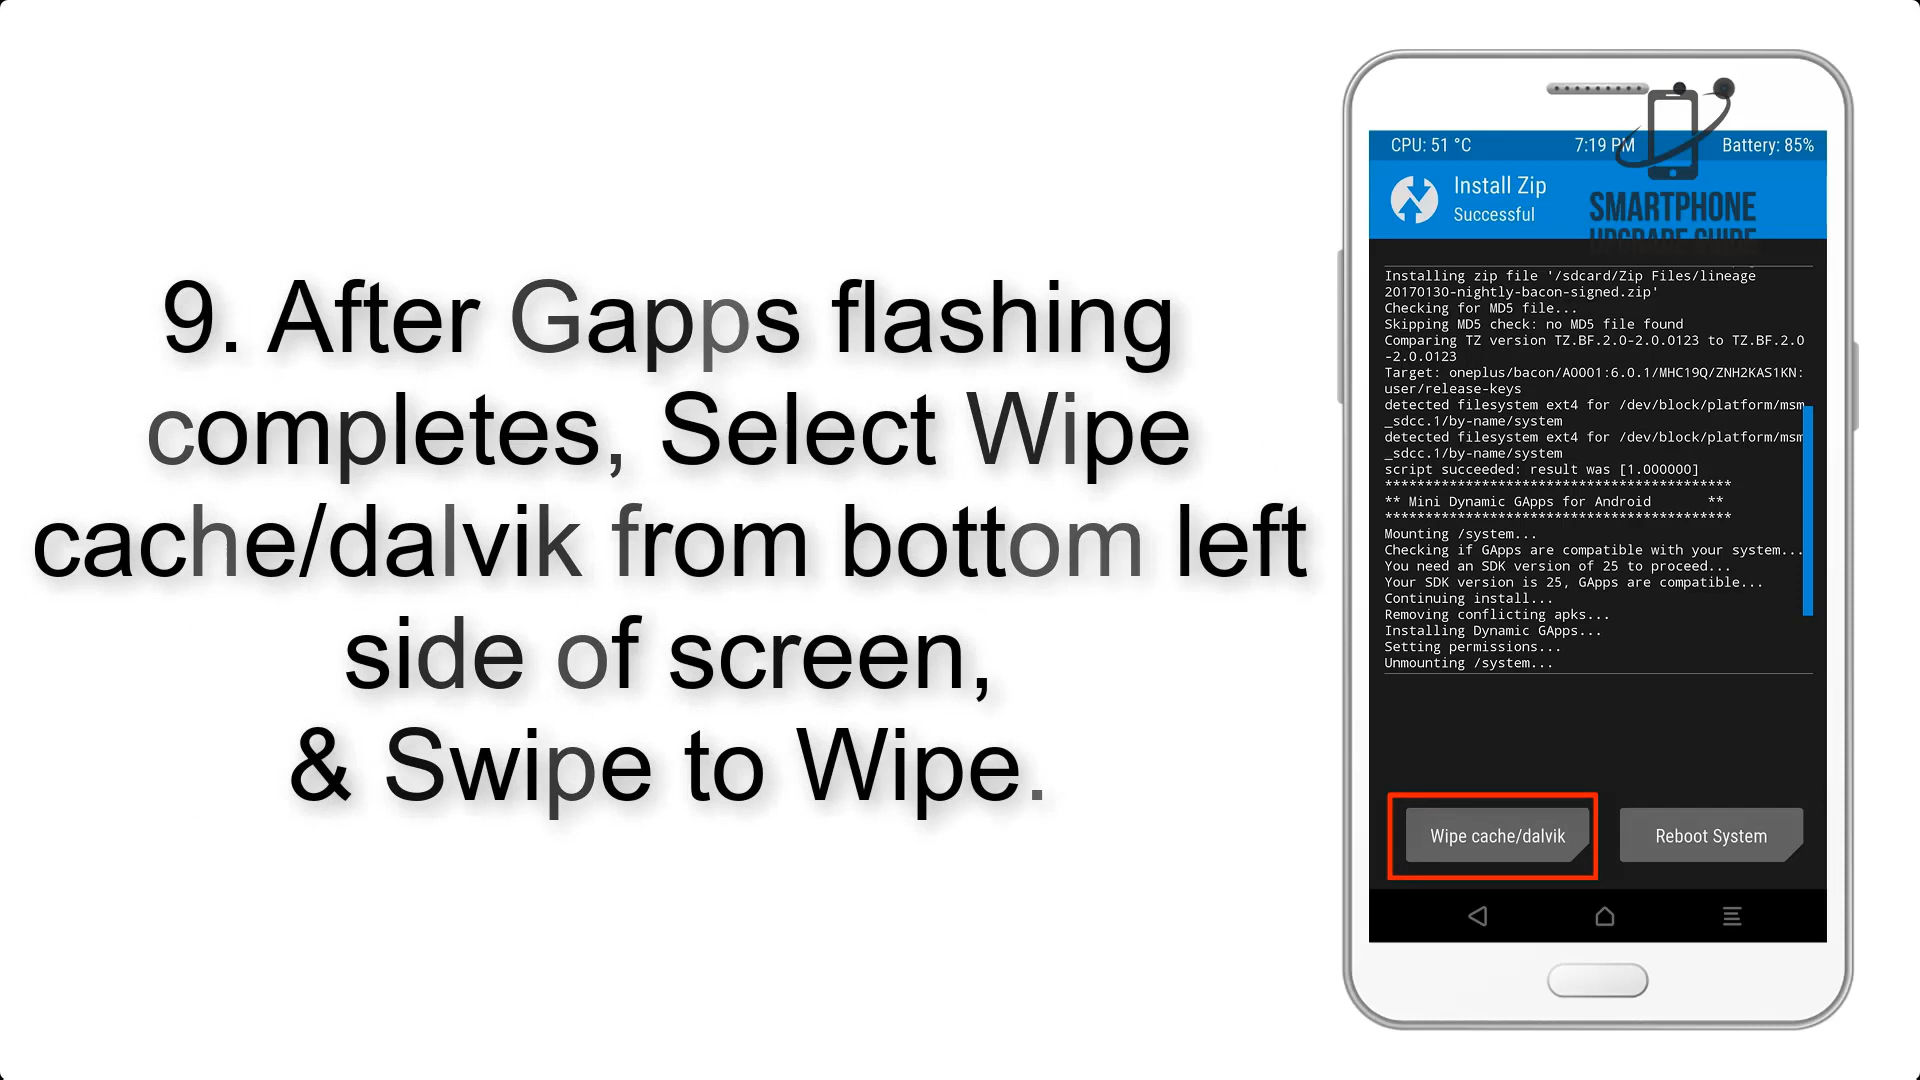 9. After Gapps flashing
completes, Select Wipe
cache/dalvik from bottom left
side of screen,
& Swipe to Wipe.
CPU: 51 °C 7:19 PM Battery: 85%
Install Zip
Successful
SMARTPHONE
UPGRADE GUIDE
Installing zip file '/sdcard/Zip Files/lineage
20170130-nightly-bacon-signed.zip'
Checking for MD5 file...
Skipping MD5 check: no MD5 file found
Comparing TZ version TZ.BF.2.0-2.0.0123 to TZ.BF.2.0
-2.0.0123
Target: oneplus/bacon/A0001:6.0.1/MHC19Q/ZNH2KAS1KN:
user/release-keys
detected filesystem ext4 for /dev/block/platform/msm
_sdcc.1/by-name/system
detected filesystem ext4 for /dev/block/platform/msm
_sdcc.1/by-name/system
script succeeded: result was [1.000000]
******************************************
** Mini Dynamic GApps for Android **
******************************************
Mounting /system...
Checking if GApps are compatible with your system...
You need an SDK version of 25 to proceed...
Your SDK version is 25, GApps are compatible...
Continuing install...
Removing conflicting apks...
Installing Dynamic GApps...
Setting permissions...
Unmounting /system...
Wipe cache/dalvik Reboot System